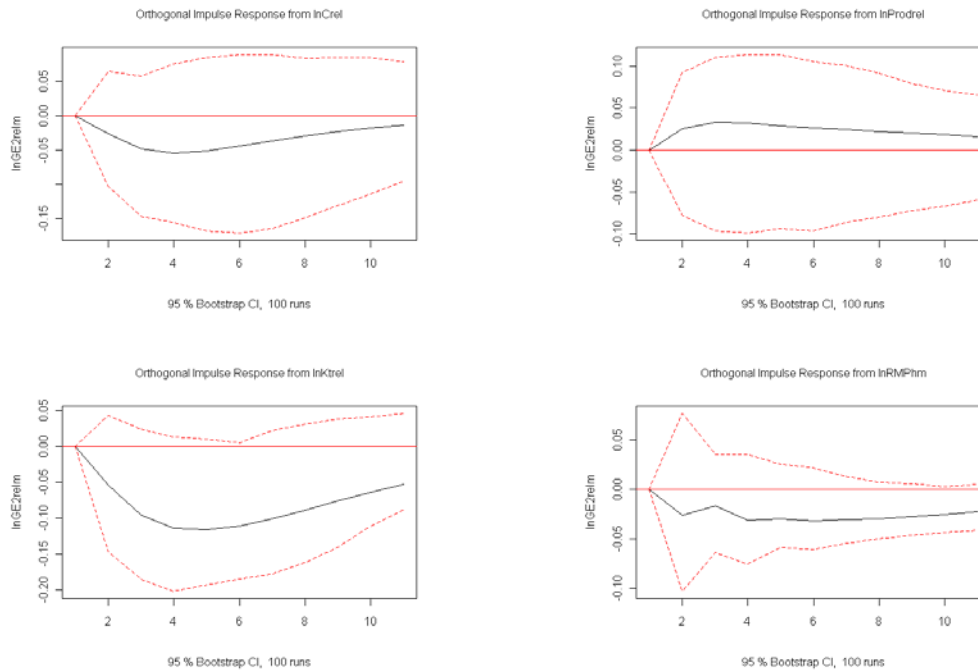 Orthogonal Impulse Response from lnCrel
lnGE2relm
0.05
0.00
-0.05
-0.15
2 4 6 8 10
95 % Bootstrap CI, 100 runs
Orthogonal Impulse Response from lnProdrel
lnGE2relm
0.10
0.05
0.00
-0.05
-0.10
2 4 6 8 10
95 % Bootstrap CI, 100 runs
Orthogonal Impulse Response from lnKtrel
lnGE2relm
0.05
0.00
-0.05
-0.10
-0.15
-0.20
2 4 6 8 10
95 % Bootstrap CI, 100 runs
Orthogonal Impulse Response from lnRMPhm
lnGE2relm
0.05
0.00
-0.05
-0.10
2 4 6 8 10
95 % Bootstrap CI, 100 runs